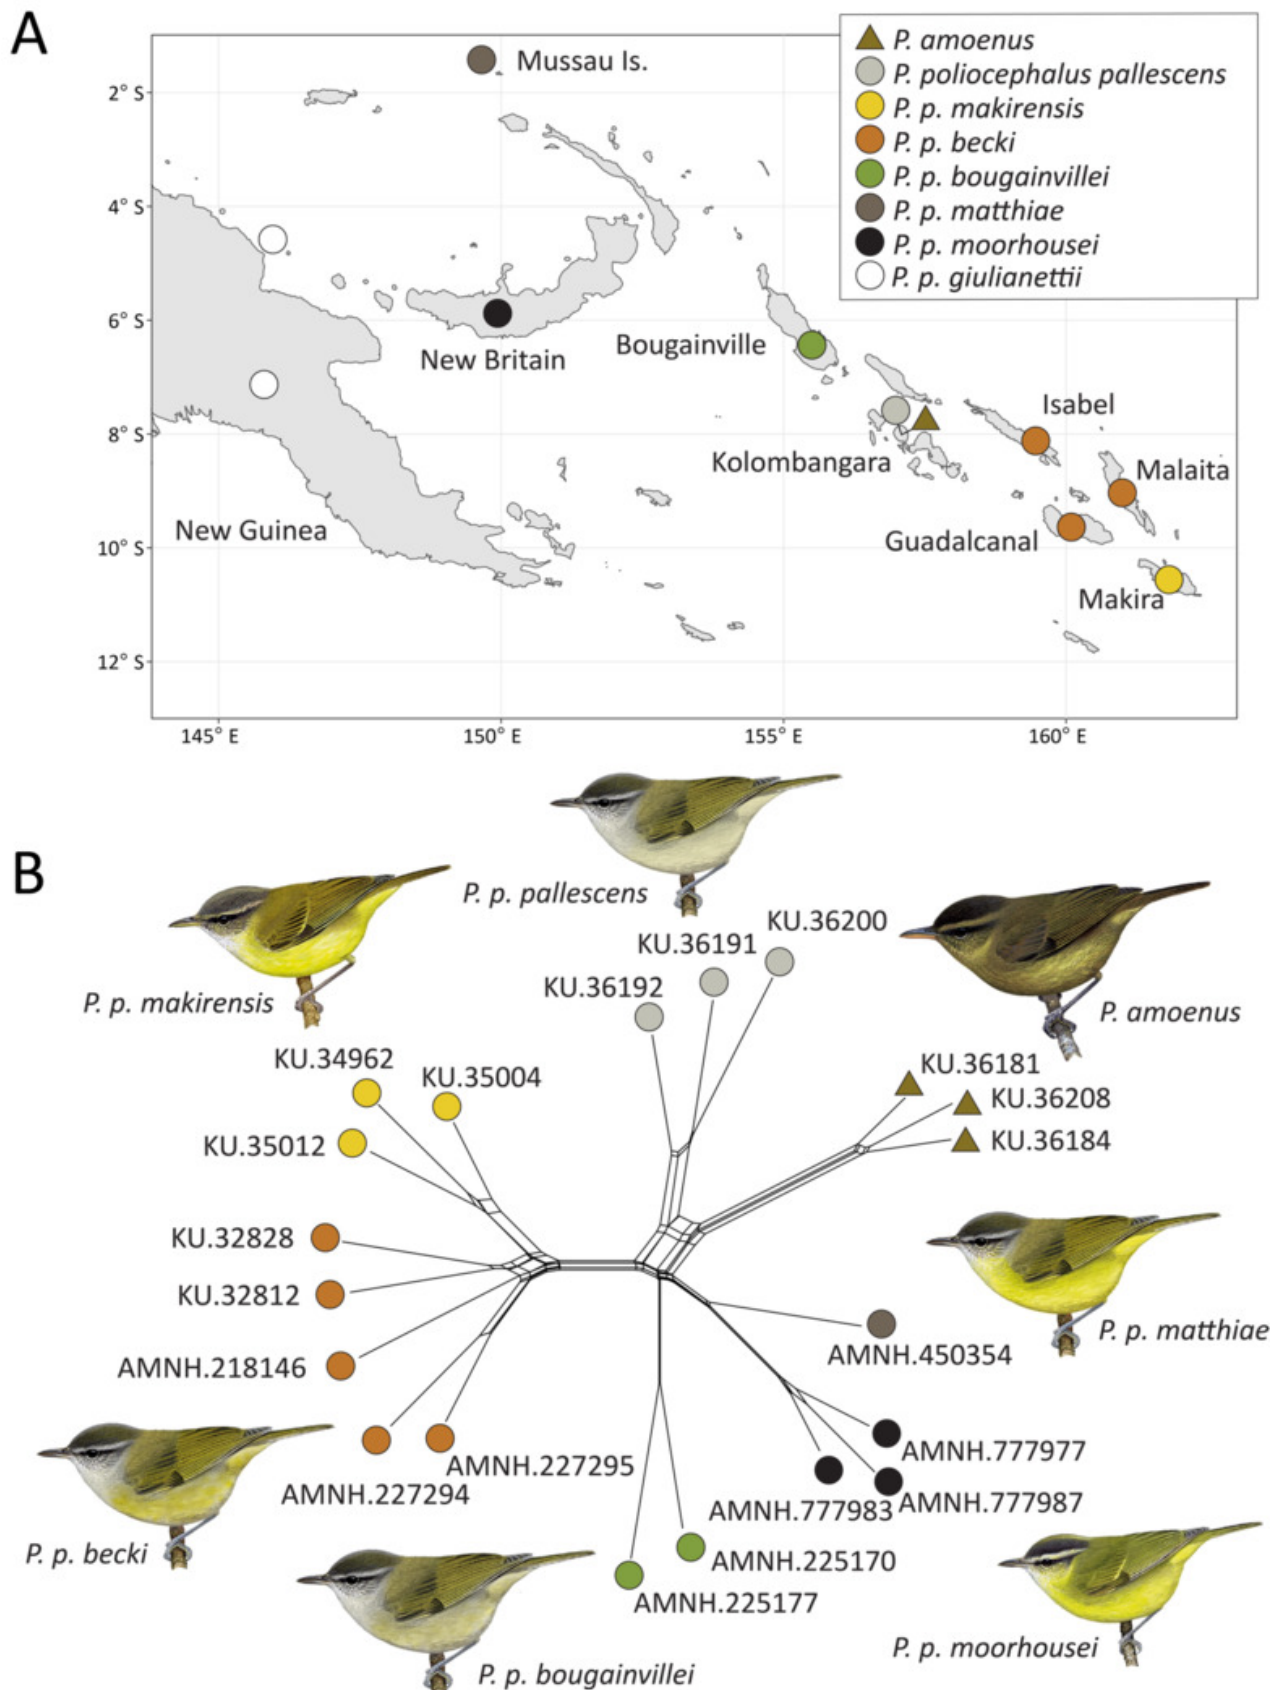 A
P. amoenus
P. poliocephalus pallescens
P. p. makirensis
P. p. becki
P. p. bougainvillei
P. p. matthiae
P. p. moorhousei
P. p. giulianettii
Mussau Is.
2° S
4° S
6° S
8° S
10° S
12° S
New Britain
Bougainville
Isabel
Kolombangara
Malaita
New Guinea
Guadalcanal
Makira
145° E
150° E
155° E
160° E
B
P. p. pallescens
KU.36200
KU.36191
KU.36192
P. p. makirensis
P. amoenus
KU.34962
KU.35004
KU.36181
KU.36208
KU.35012
KU.36184
KU.32828
KU.32812
P. p. matthiae
AMNH.218146
AMNH.450354
AMNH.777977
AMNH.227295
AMNH.227294
AMNH.777983
AMNH.777987
P. p. becki
AMNH.225170
AMNH.225177
P. p. moorhousei
P. p. bougainvillei